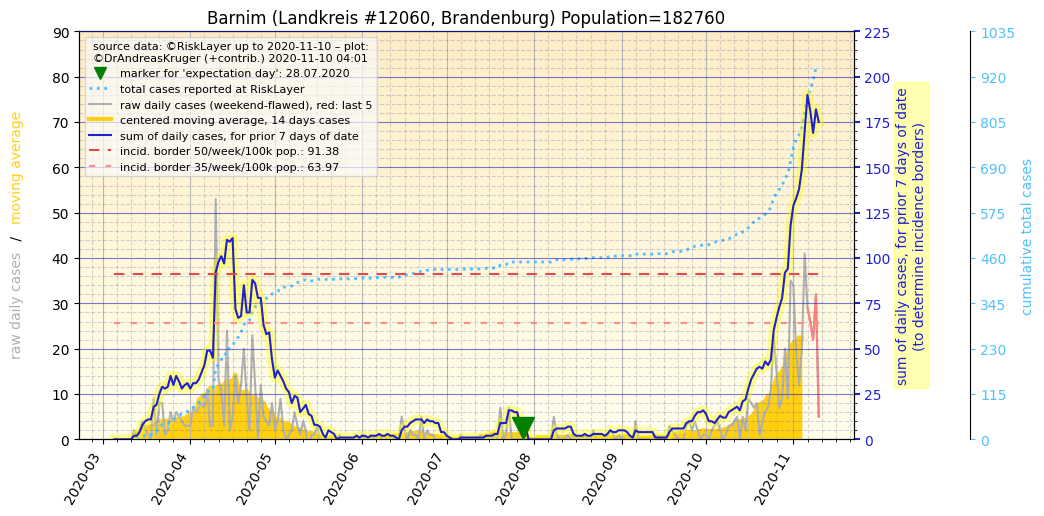 Barnim (Landkreis #12060, Brandenburg) Population=182760
source data: ©RiskLayer up to 2020-11-10 – plot:
©DrAndreasKruger (+contrib.) 2020-11-10 04:01
marker for 'expectation day': 28.07.2020
total cases reported at RiskLayer
raw daily cases (weekend-flawed), red: last 5
centered moving average, 14 days cases
sum of daily cases, for prior 7 days of date
incid. border 50/week/100k pop.: 91.38
incid. border 35/week/100k pop.: 63.97
raw daily cases / moving average
90
80
70
60
50
40
30
20
10
0
2020-03
2020-04
2020-05
2020-06
2020-07
2020-08
2020-09
2020-10
2020-11
225
200
175
150
125
100
75
50
25
0
sum of daily cases, for prior 7 days of date
(to determine incidence borders)
1035
920
805
690
575
460
345
230
115
0
cumulative total cases